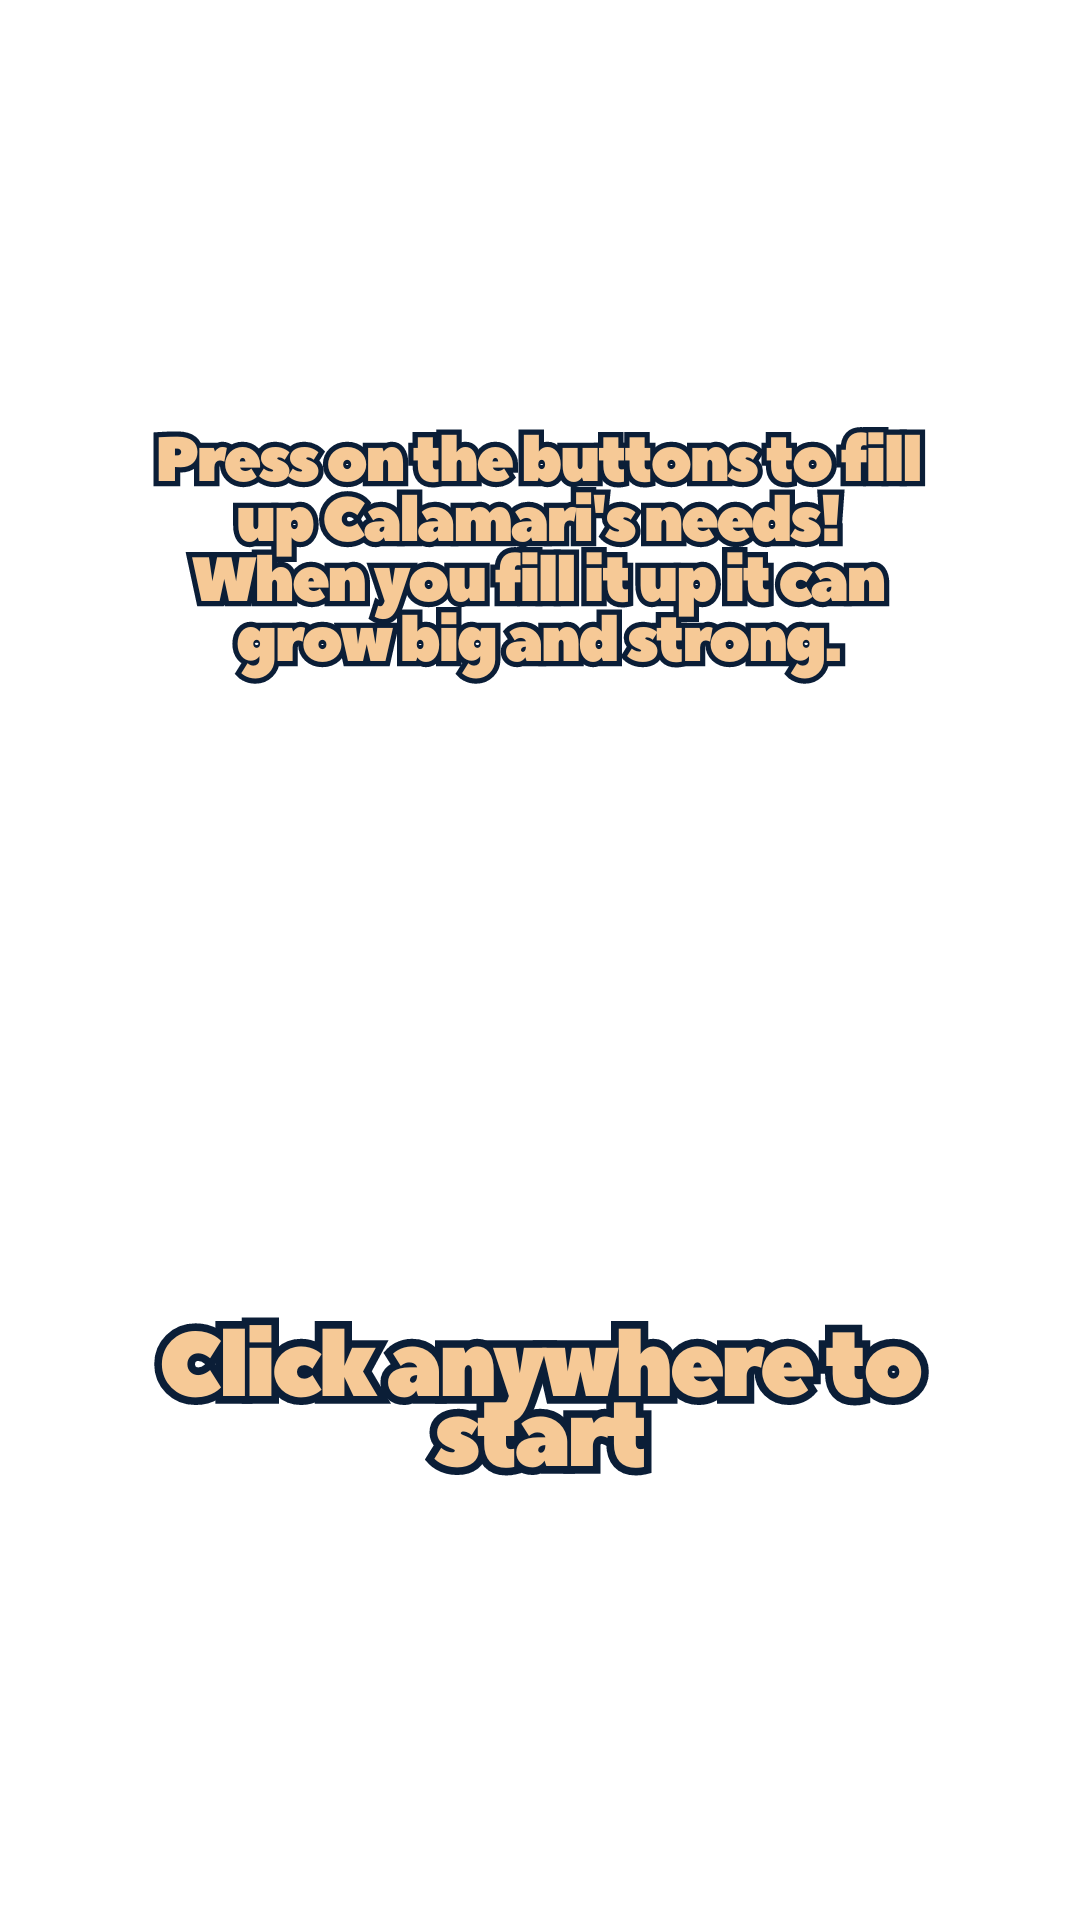 Press on the buttons to fill
up Calamari's needs!
When you fill it up it can
grow big and strong.
Click anywhere to
start